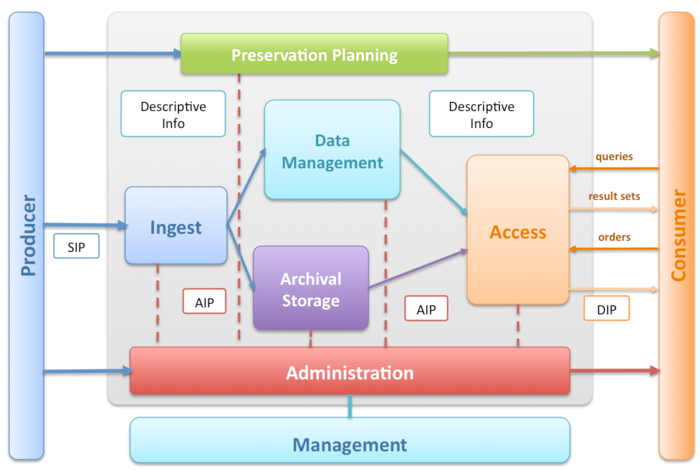 Producer
Preservation Planning
Descriptive
Info
Data
Management
Descriptive
Info
queries
result sets
orders
Consumer
Ingest
Access
SIP
AIP
Archival
Storage
AIP
DIP
Administration
Management